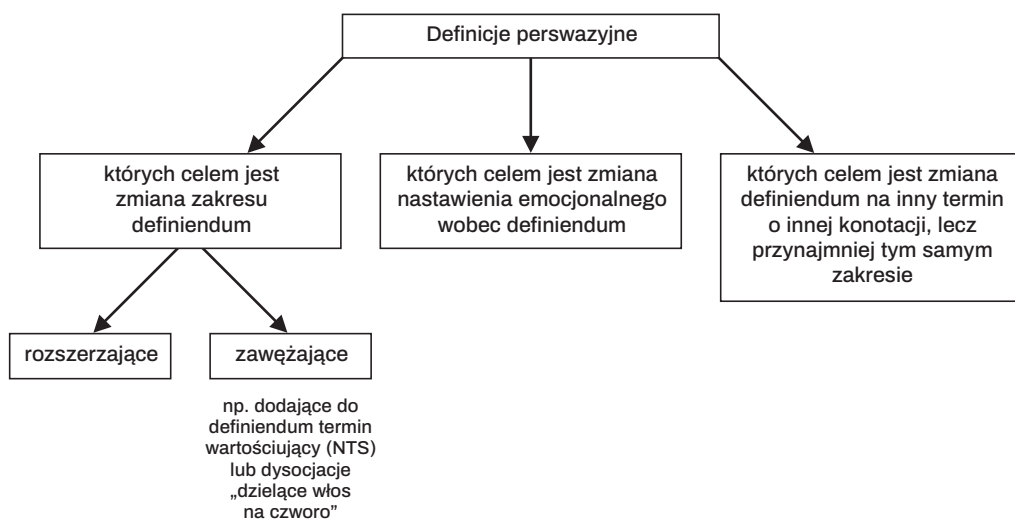 Definicje perswazyjne
których celem jest
zmiana zakresu
definiendum
których celem jest zmiana
nastawienia emocjonalnego
wobec definiendum
których celem jest zmiana
definiendum na inny termin
o innej konotacji, lecz
przynajmniej tym samym
zakresie
rozszerzające
zawężające
np. dodające do
definiendum termin
wartościujący (NTS)
lub dysocjacje
„dzielące włos
na czworo”